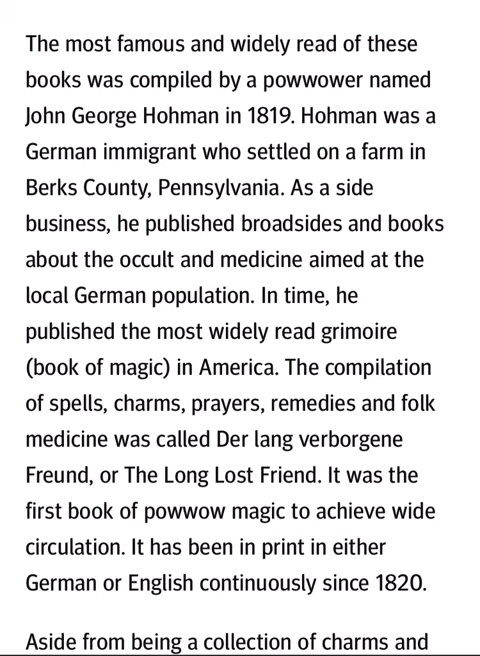 The most famous and widely read of these
books was compiled by a powwower named
John George Hohman in 1819. Hohman was a
German immigrant who settled on a farm in
Berks County, Pennsylvania. As a side
business, he published broadsides and books
about the occult and medicine aimed at the
local German population. In time, he
published the most widely read grimoire
(book of magic) in America. The compilation
of spells, charms, prayers, remedies and folk
medicine was called Der lang verborgene
Freund, or The Long Lost Friend. It was the
first book of powwow magic to achieve wide
circulation. It has been in print in either
German or English continuously since 1820.
Aside from being a collection of charms and